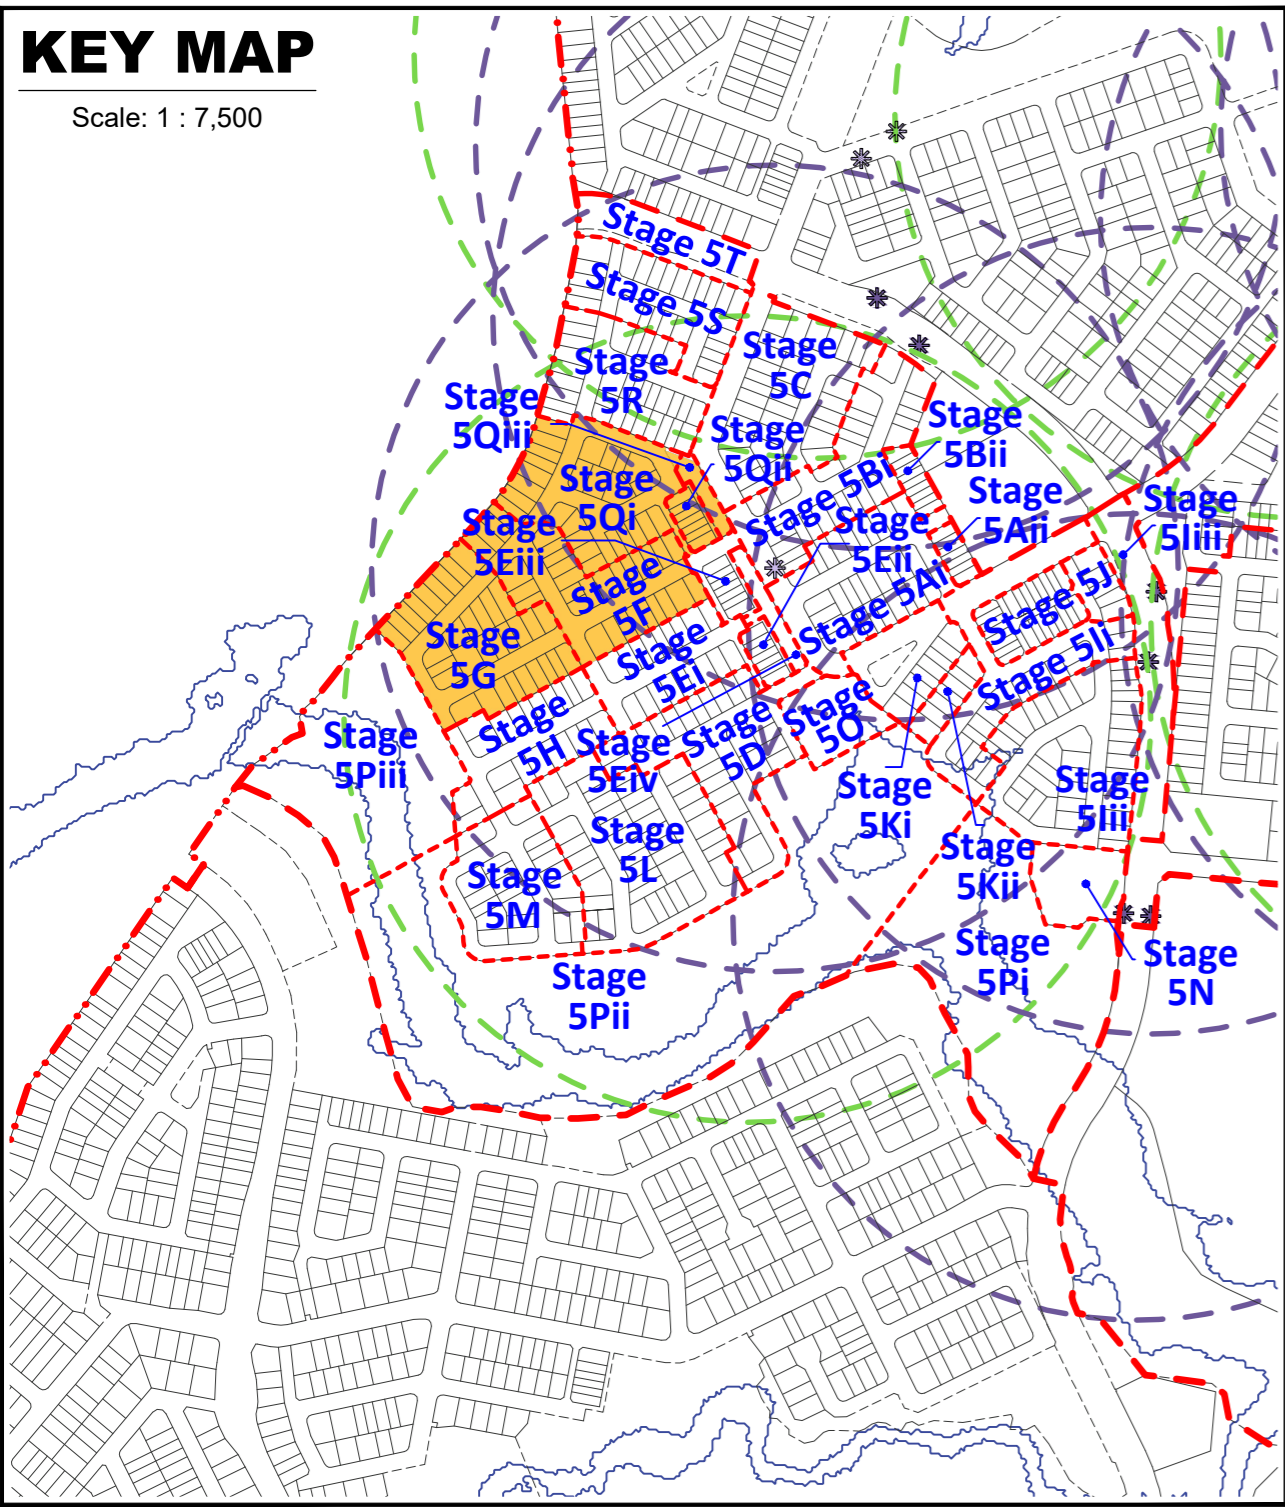 KEY MAP
Scale: 1 : 7,500
Stage 5T
Stage 5S
Stage
5R
Stage
5C
Stage
5Qiii
Stage
5Qii
Stage
5Bii
Stage
5Qi
Stage 5Bi
Stage
5Aii
Stage
5Iiii
Stage
5Eiii
Stage
5Eii
Stage
5F
Stage 5Ai
Stage 5J
Stage
5G
Stage
5Ei
Stage 5Ii
Stage
5H
Stage
5Piii
Stage
5Eiv
Stage
5D
Stage
5O
Stage
5Ki
Stage
5Iii
Stage
5L
Stage
5Kii
Stage
5M
Stage
5Pii
Stage
5Pi
Stage
5N